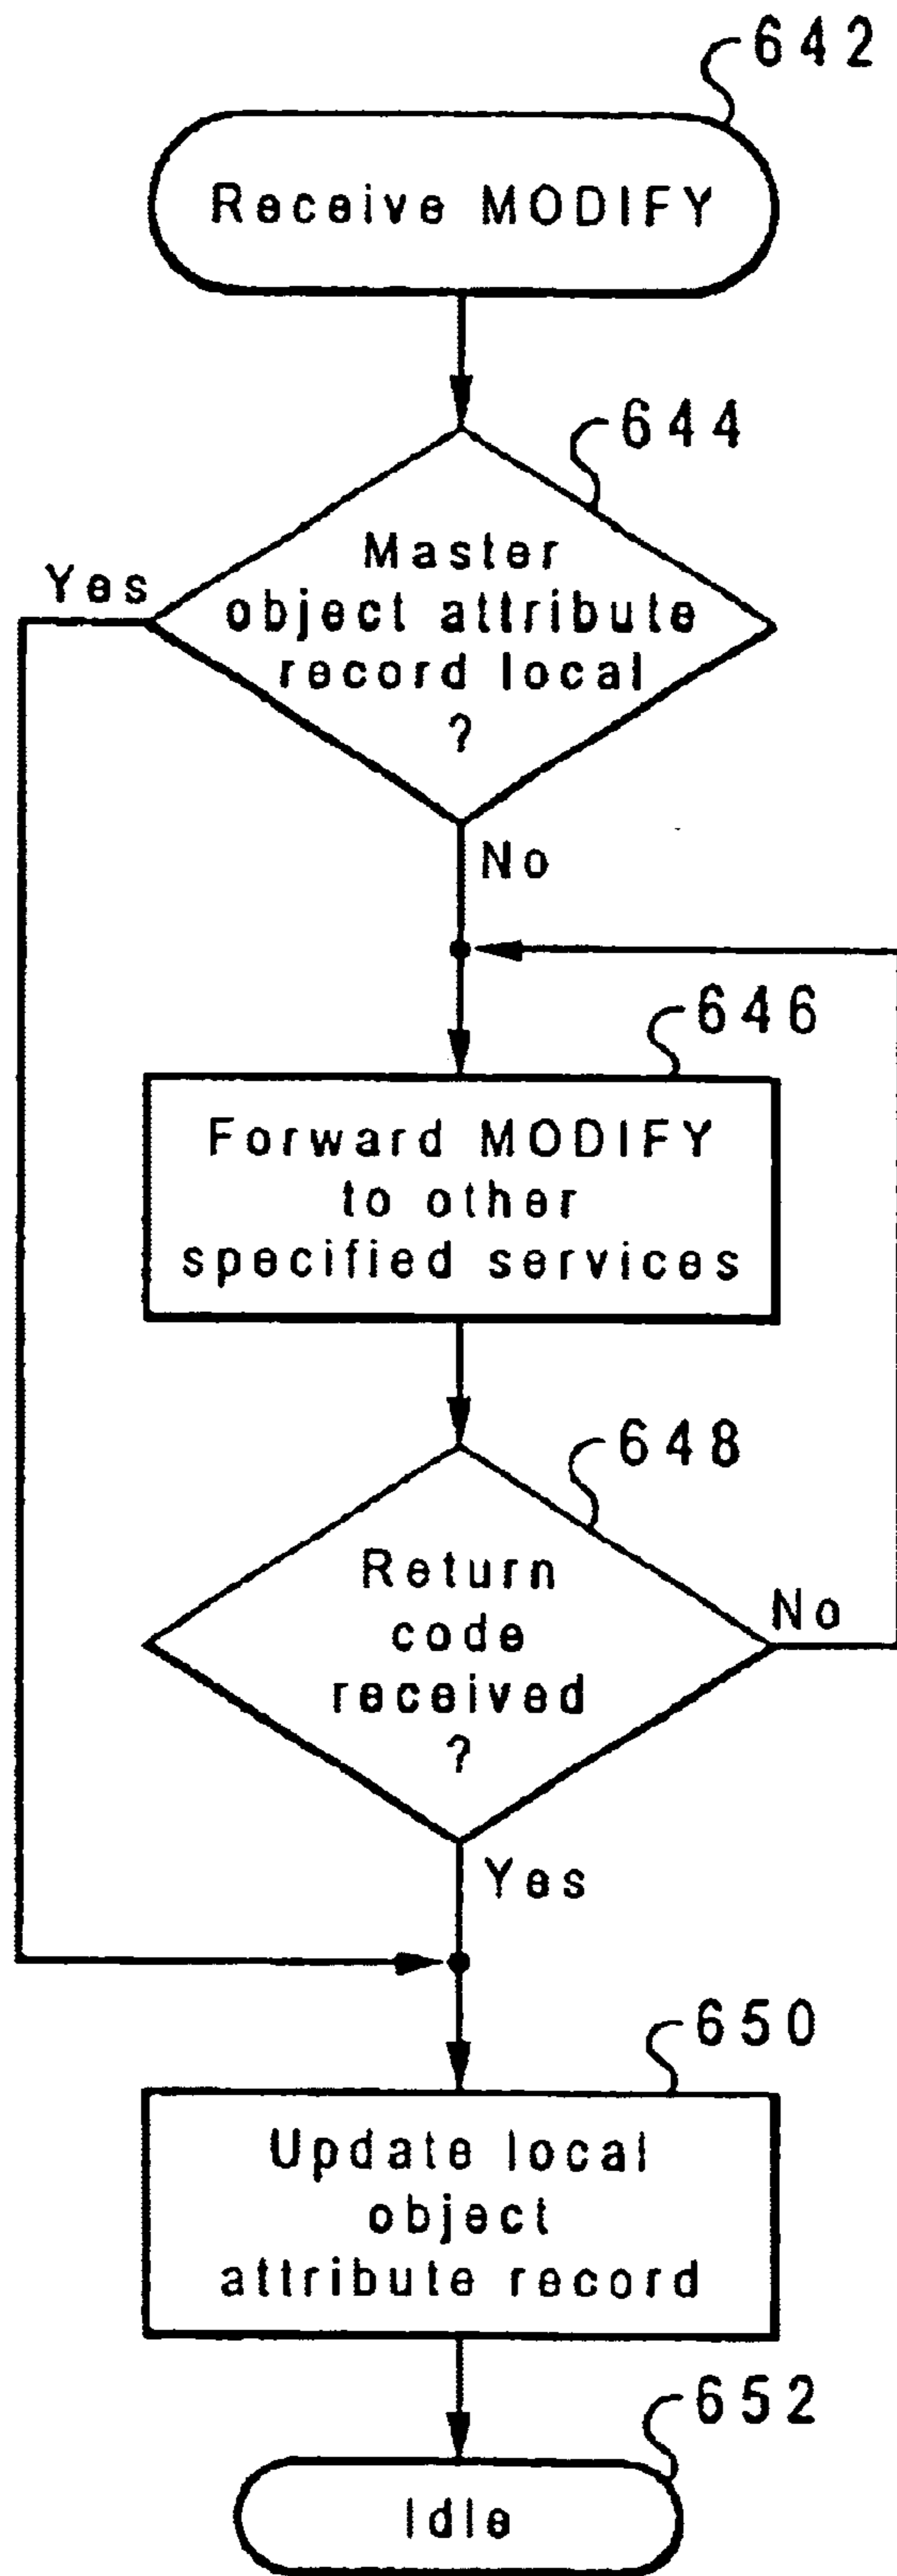 642
Receive MODIFY
644
Master
object attribute
record local
?
Yes
No
646
Forward MODIFY
to other
specified services
648
Return
code
received
?
No
Yes
650
Update local
object
attribute record
652
Idle